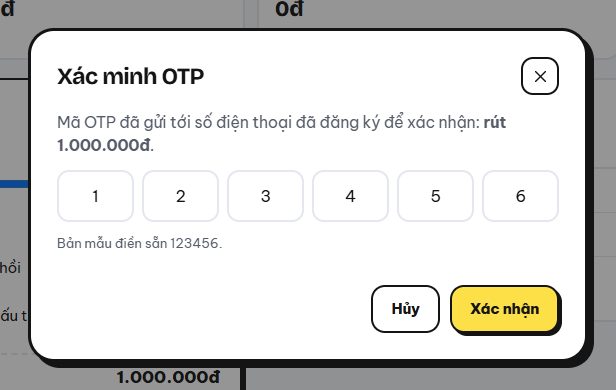 đ
0đ
Xác minh OTP
Mã OTP đã gửi tới số điện thoại đã đăng ký để xác nhận: rút
1.000.000đ.
1 2 3 4 5 6
Bản mẫu điền sẵn 123456.
hồi
Hủy Xác nhận
ấu t
1.000.000đ